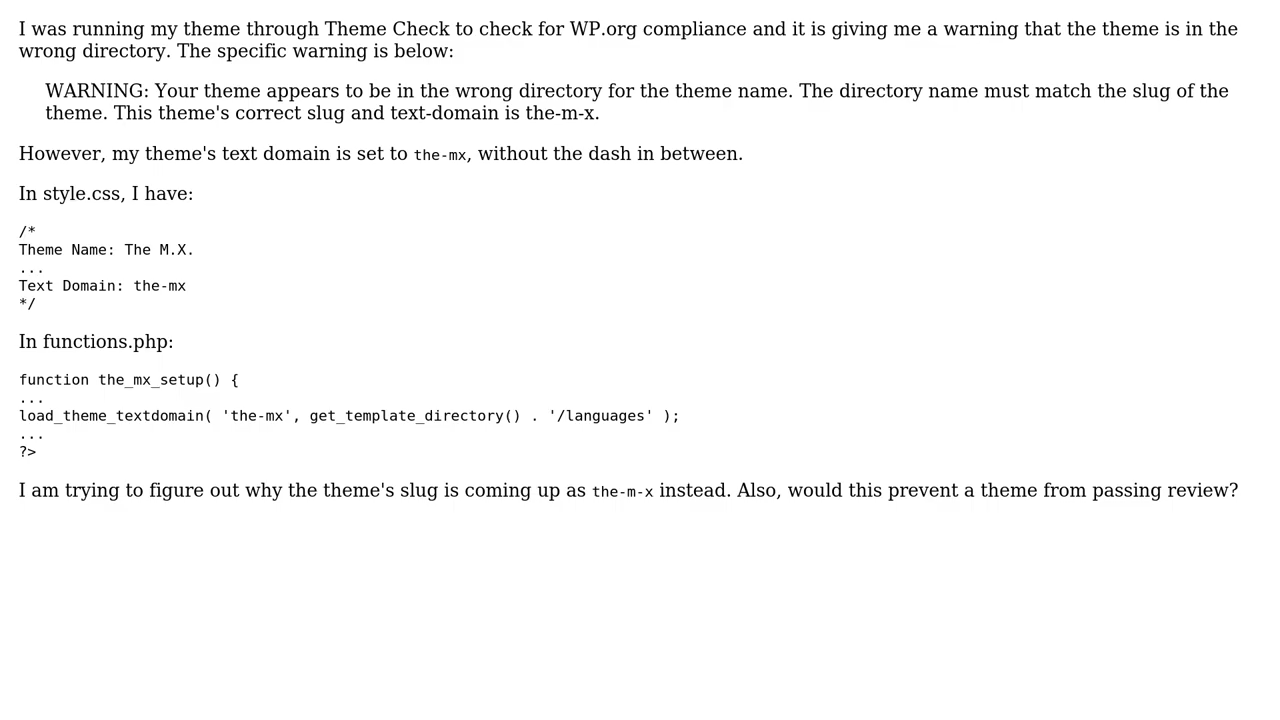 I was running my theme through Theme Check to check for WP.org compliance and it is giving me a warning that the theme is in the
wrong directory. The specific warning is below:
WARNING: Your theme appears to be in the wrong directory for the theme name. The directory name must match the slug of the
theme. This theme's correct slug and text-domain is the-m-x.
However, my theme's text domain is set to the-mx, without the dash in between.
In style.css, I have:
/*
Theme Name: The M.X.
...
Text Domain: the-mx
*/
In functions.php:
function the_mx_setup() {
...
load_theme_textdomain( 'the-mx', get_template_directory() . '/languages' );
...
?>
I am trying to figure out why the theme's slug is coming up as the-m-x instead. Also, would this prevent a theme from passing review?